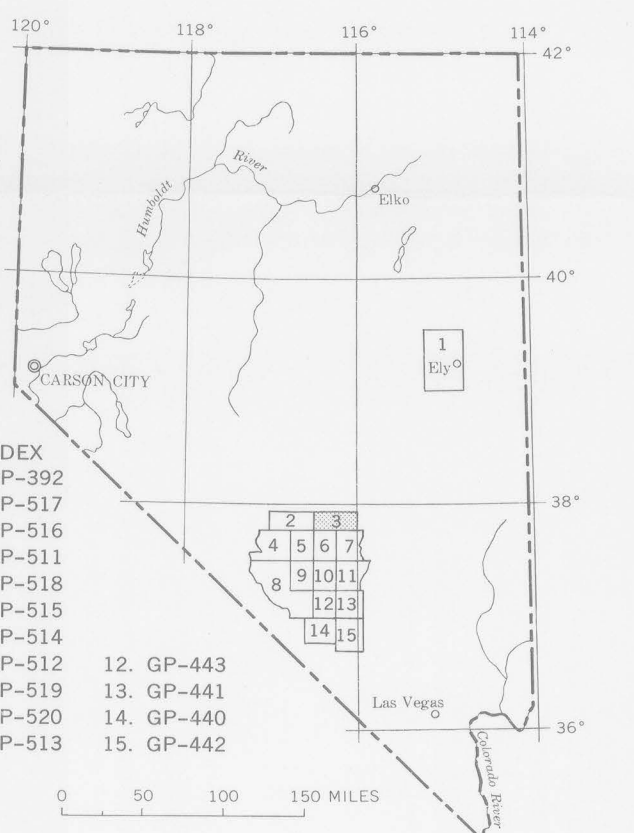 120° 118° 116° 114°
42°
River
Humboldt
Elko
40°
1
Ely
CARSON CITY
38°
2 3
4 5 6 7
8 9 10 11
12 13
14 15
DEX
P-392
P-517
P-516
P-511
P-518
P-515
P-514
P-512 12. GP-443
P-519 13. GP-441
P-520 14. GP-440
P-513 15. GP-442
Las Vegas
36°
Colorado River
0 50 100 150 MILES